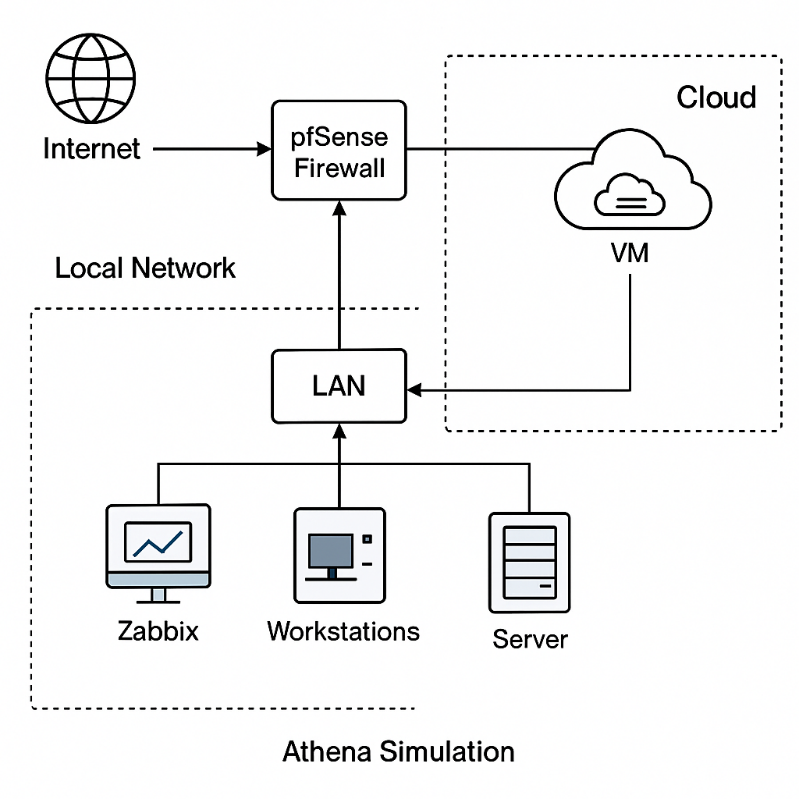 Internet
pfSense
Firewall
Cloud
VM
Local Network
LAN
Zabbix
Workstations
Server
Athena Simulation